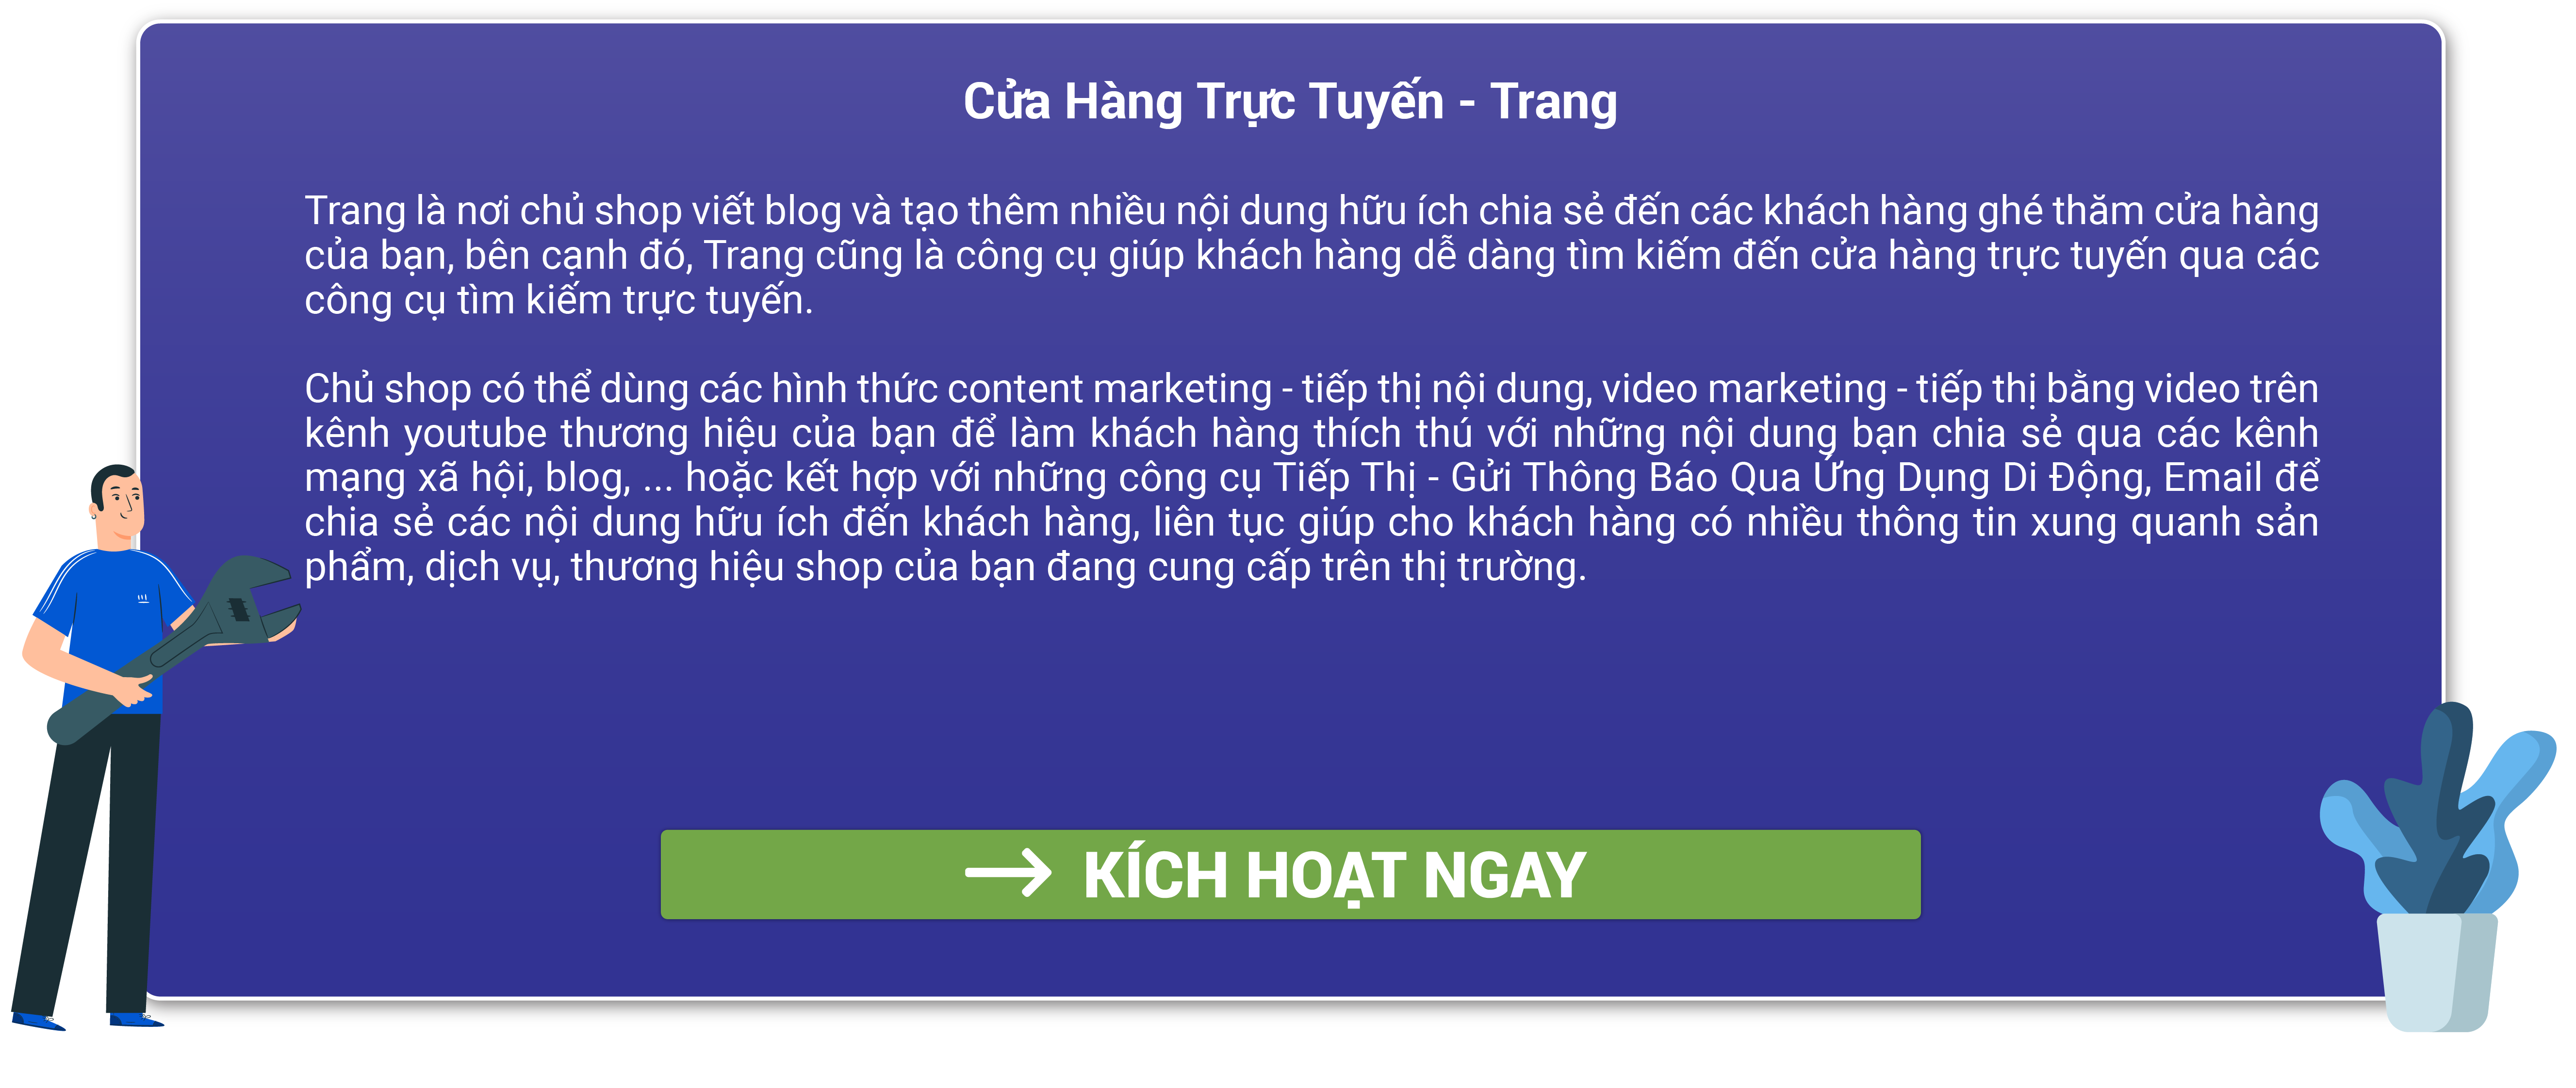 Cửa Hàng Trực Tuyến - Trang
Trang là nơi chủ shop viết blog và tạo thêm nhiều nội dung hữu ích chia sẻ đến các khách hàng ghé thăm cửa hàng
của bạn, bên cạnh đó, Trang cũng là công cụ giúp khách hàng dễ dàng tìm kiếm đến cửa hàng trực tuyến qua các
công cụ tìm kiếm trực tuyến.
Chủ shop có thể dùng các hình thức content marketing - tiếp thị nội dung, video marketing - tiếp thị bằng video trên
kênh youtube thương hiệu của bạn để làm khách hàng thích thú với những nội dung bạn chia sẻ qua các kênh
mạng xã hội, blog, ... hoặc kết hợp với những công cụ Tiếp Thị - Gửi Thông Báo Qua Ứng Dụng Di Động, Email để
chia sẻ các nội dung hữu ích đến khách hàng, liên tục giúp cho khách hàng có nhiều thông tin xung quanh sản
phẩm, dịch vụ, thương hiệu shop của bạn đang cung cấp trên thị trường.
→ KÍCH HOẠT NGAY